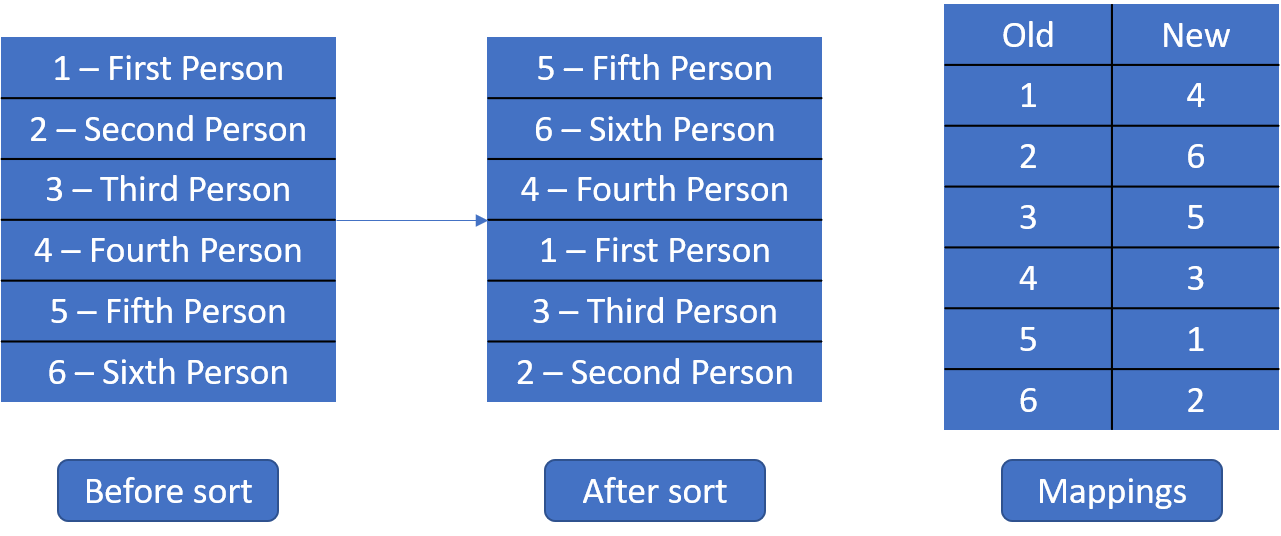 1 – First Person
2 – Second Person
3 – Third Person
4 – Fourth Person
5 – Fifth Person
6 – Sixth Person
Before sort
5 – Fifth Person
6 – Sixth Person
4 – Fourth Person
1 – First Person
3 – Third Person
2 – Second Person
After sort
Old New
1 4
2 6
3 5
4 3
5 1
6 2
Mappings